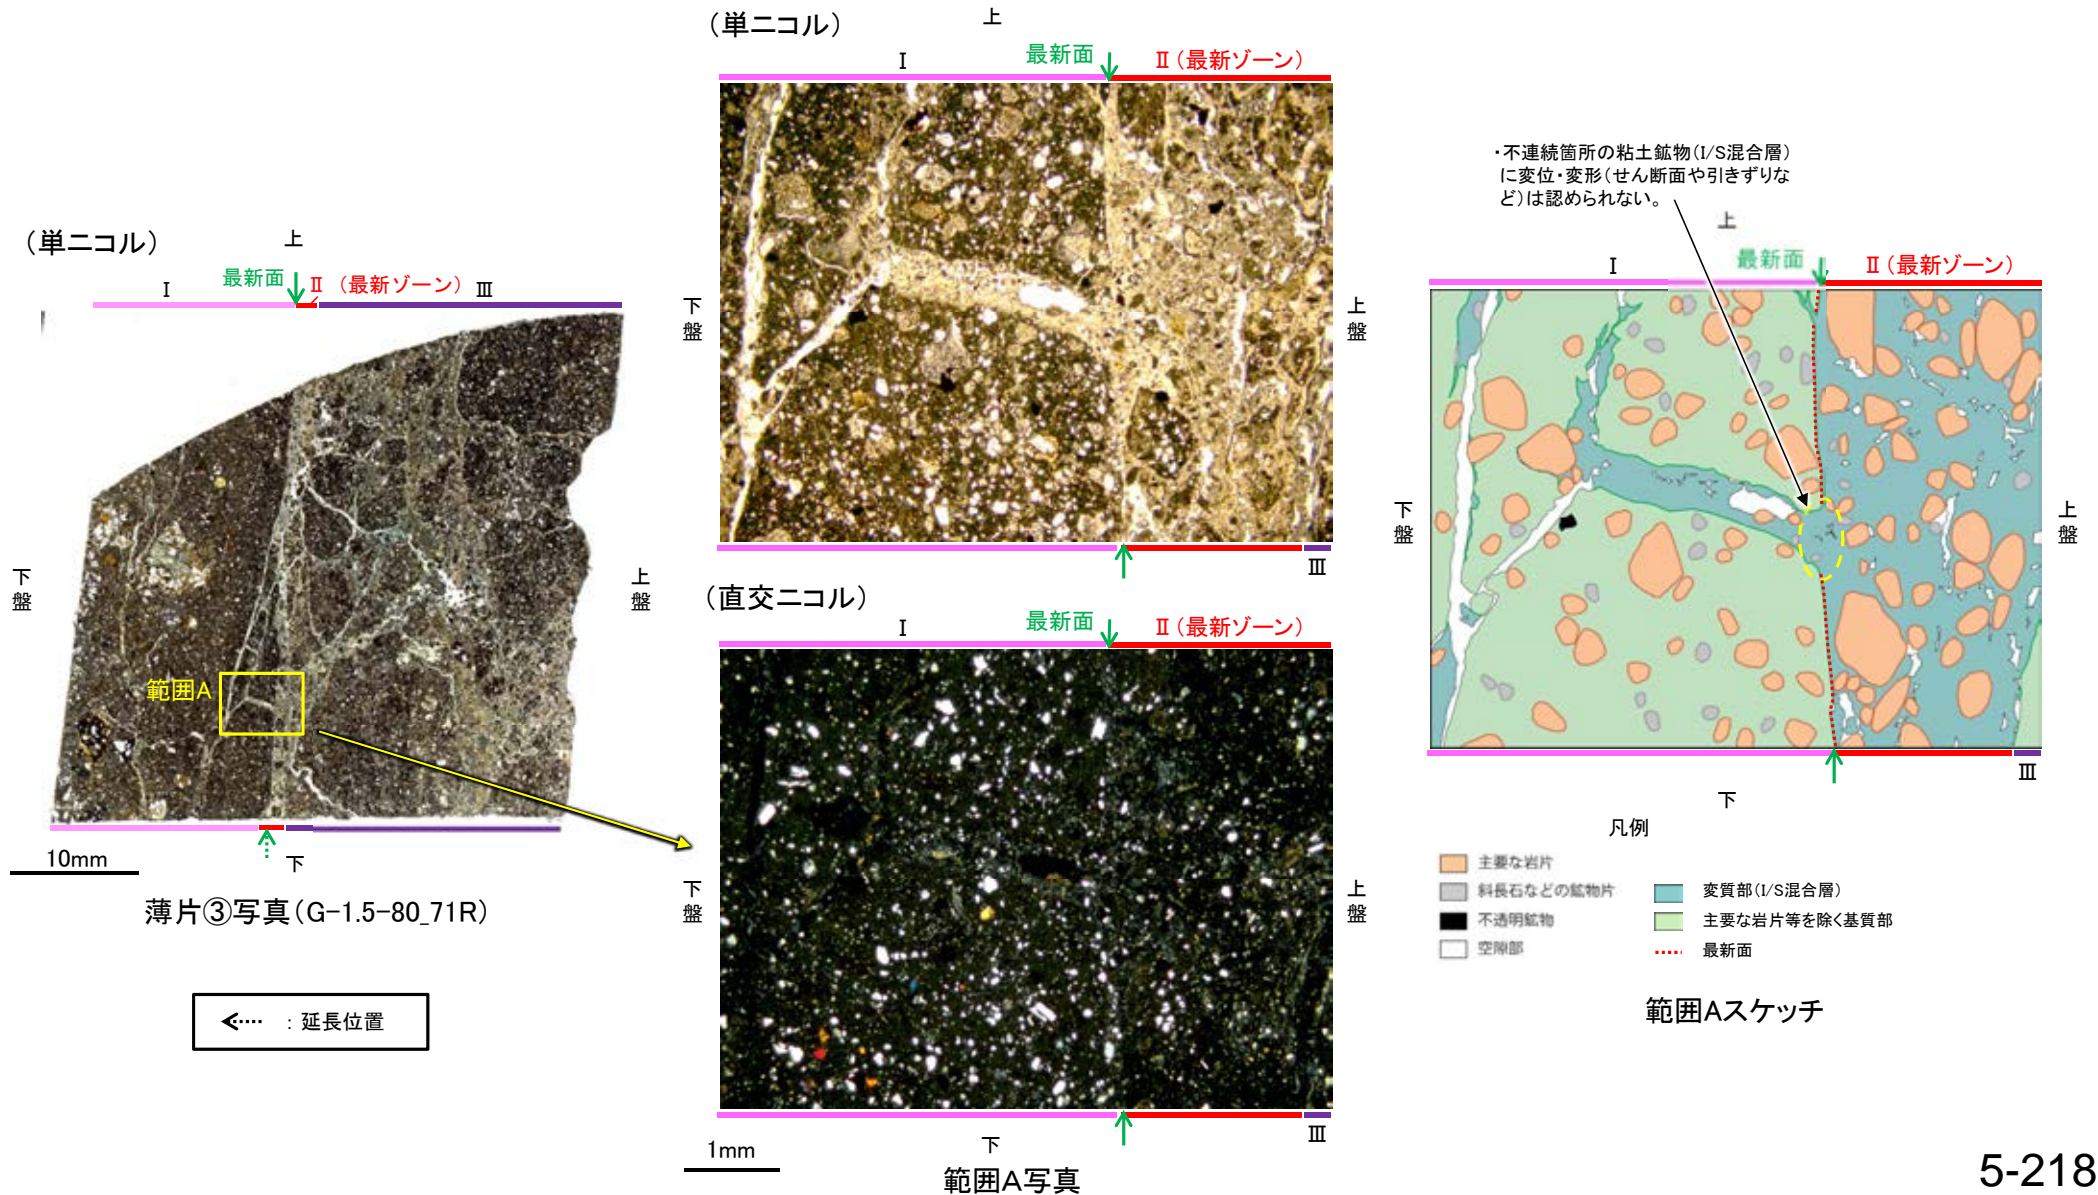 (単ニコル)
上
最新面
Ⅰ
Ⅱ (最新ゾーン)
Ⅲ
下盤
上盤
範囲A
10mm
下
薄片③写真(G-1.5-80_71R)
:延長位置
(単ニコル)
上
Ⅰ
最新面
Ⅱ(最新ゾーン)
下盤
上盤
Ⅲ
(直交ニコル)
Ⅰ
最新面
Ⅱ(最新ゾーン)
下盤
上盤
Ⅲ
下
1mm
範囲A写真
・不連続箇所の粘土鉱物(I/S混合層)
に変位・変形(せん断面や引きずりな
ど)は認められない。
上
Ⅰ
最新面
Ⅱ(最新ゾーン)
下盤
上盤
Ⅲ
下
凡例
主要な岩片
斜長石などの鉱物片
不透明鉱物
空隙部
変質部(I/S混合層)
主要な岩片等を除く基質部
最新面
範囲Aスケッチ
5-218